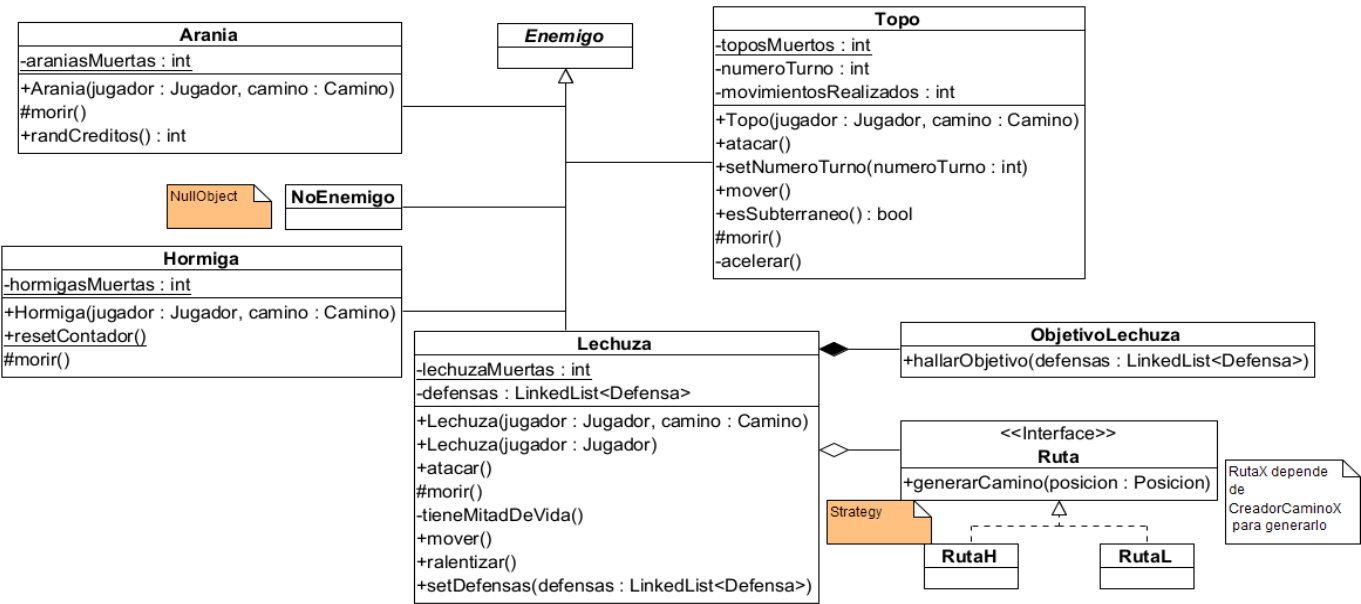 Arania
-araniasMuertas : int
+Arania(jugador : Jugador, camino : Camino)
#morir()
+randCreditos() : int
Enemigo
Topo
-toposMuertos : int
-numeroTurno : int
-movimientosRealizados : int
+Topo(jugador : Jugador, camino : Camino)
+atacar()
+setNumeroTurno(numeroTurno : int)
+mover()
+esSubterraneo() : bool
#morir()
-acelerar()
NullObject
NoEnemigo
Hormiga
-hormigasMuertas : int
+Hormiga(jugador : Jugador, camino : Camino)
+resetContador()
#morir()
Lechuza
-lechuzaMuertas : int
-defensas : LinkedList<Defensa>
+Lechuza(jugador : Jugador, camino : Camino)
+Lechuza(jugador : Jugador)
+atacar()
#morir()
-tieneMitadDeVida()
+mover()
+ralentizar()
+setDefensas(defensas : LinkedList<Defensa>)
ObjetivoLechuza
+hallarObjetivo(defensas : LinkedList<Defensa>)
<<Interface>>
Ruta
+generarCamino(posicion : Posicion)
RutaX depende
de
CreadorCaminoX
para generarlo
Strategy
RutaH
RutaL